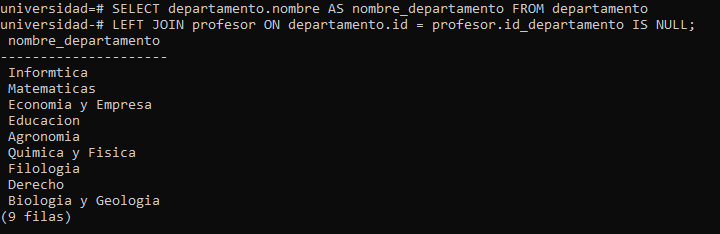 universidad=# SELECT departamento.nombre AS nombre_departamento FROM departamento
universidad-# LEFT JOIN profesor ON departamento.id = profesor.id_departamento IS NULL;
 nombre_departamento
---------------------
 Informtica
 Matematicas
 Economia y Empresa
 Educacion
 Agronomia
 Quimica y Fisica
 Filologia
 Derecho
 Biologia y Geologia
(9 filas)